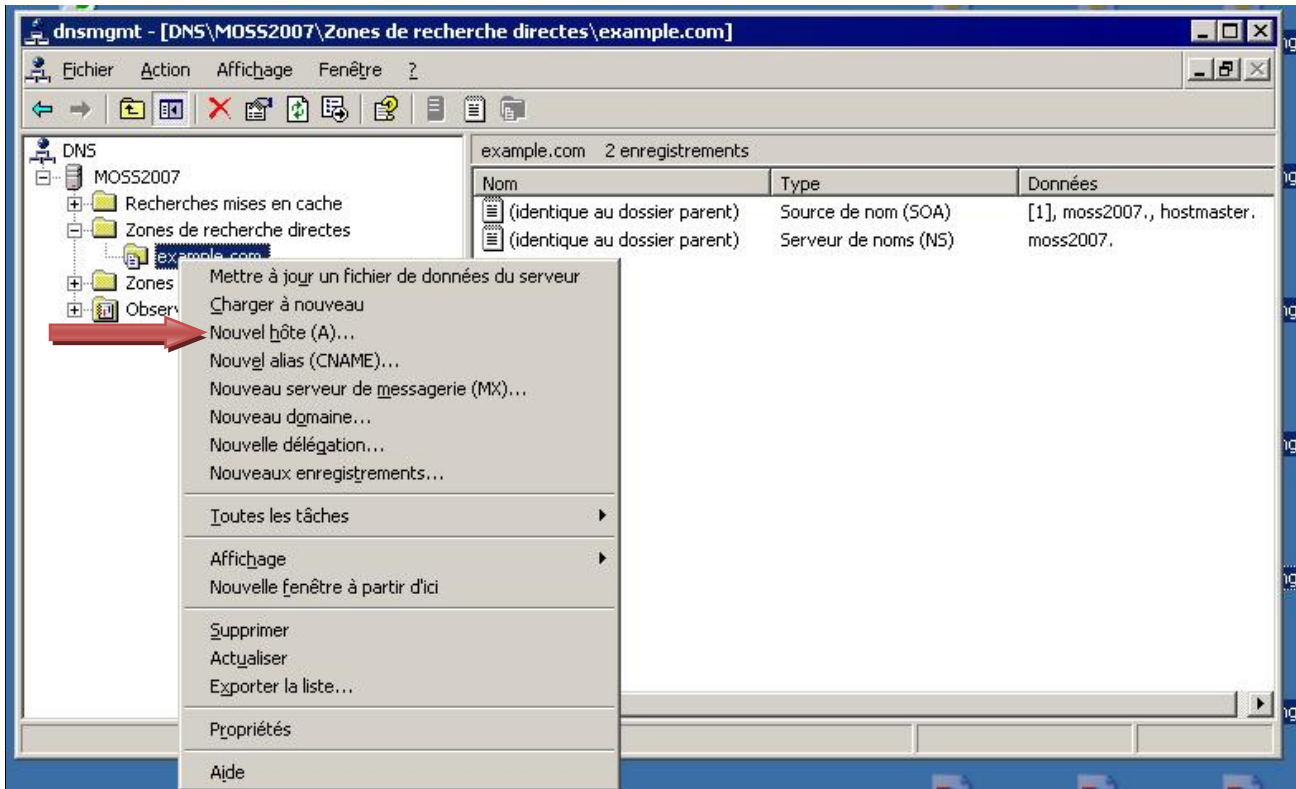 dnsmgmt - [DNS\MOSS2007\Zones de recherche directes\example.com]
Fichier Action Affichage Fenêtre ?
DNS
MOSS2007
Recherches mises en cache
Zones de recherche directes
example.com
Zones
Observ
example.com 2 enregistrements
Nom Type Données
(identique au dossier parent) Source de nom (SOA) [1], moss2007., hostmaster.
(identique au dossier parent) Serveur de noms (NS) moss2007.
Mettre à jour un fichier de données du serveur
Charger à nouveau
Nouvel hôte (A)...
Nouvel alias (CNAME)...
Nouveau serveur de messagerie (MX)...
Nouveau domaine...
Nouvelle délégation...
Nouveaux enregistrements...
Toutes les tâches
Affichage
Nouvelle fenêtre à partir d'ici
Supprimer
Actualiser
Exporter la liste...
Propriétés
Aide